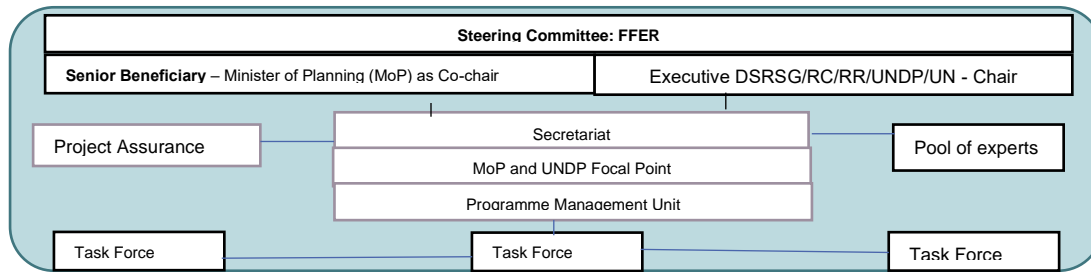 Steering Committee: FFER
Senior Beneficiary – Minister of Planning (MoP) as Co-chair
Executive DSRSG/RC/RR/UNDP/UN - Chair
Project Assurance
Secretariat
Pool of experts
MoP and UNDP Focal Point
Programme Management Unit
Task Force
Task Force
Task Force